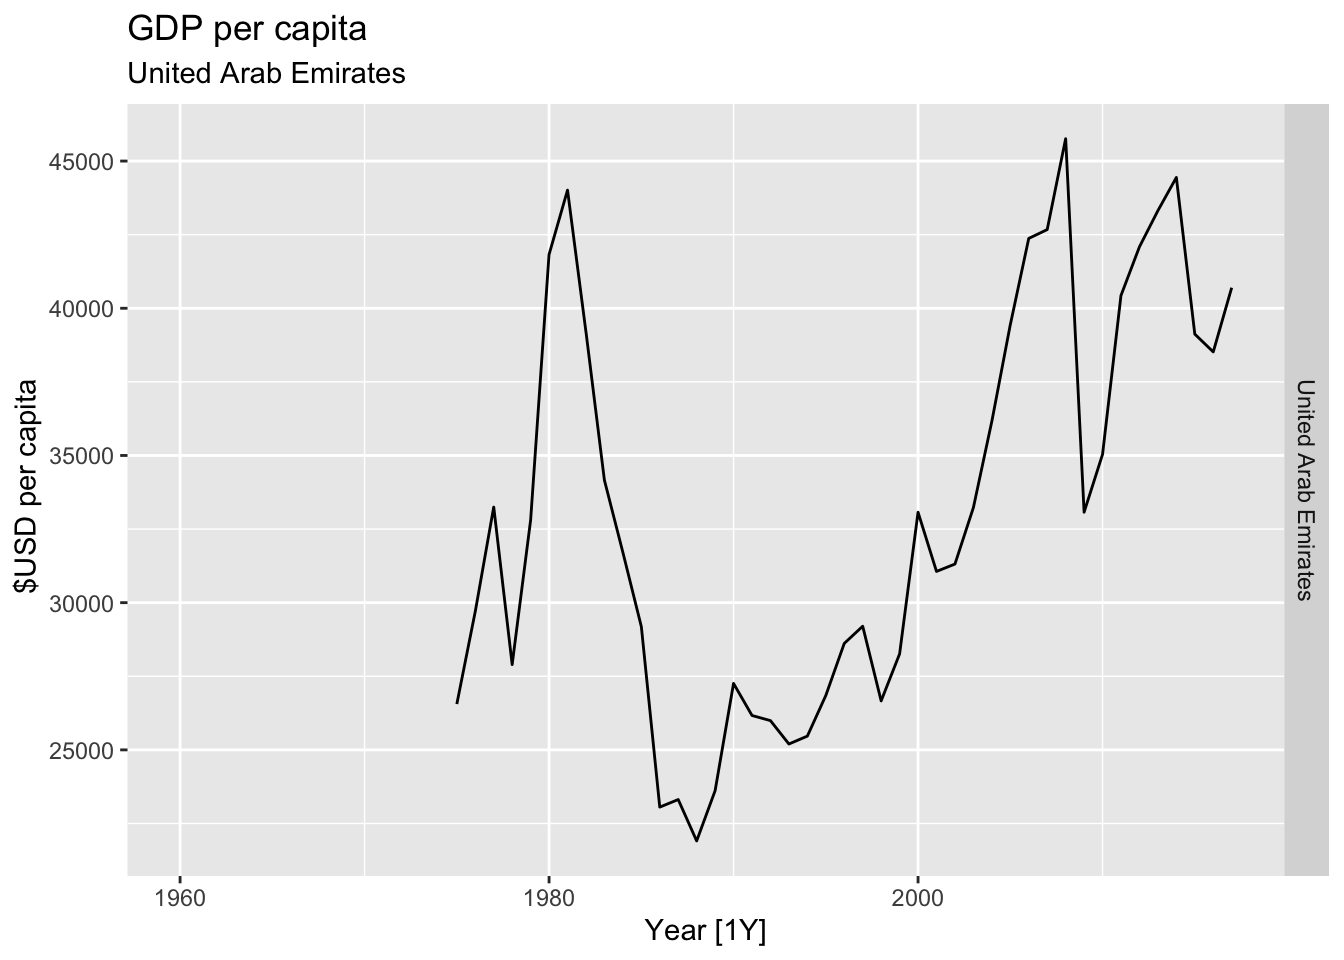 GDP per capita
United Arab Emirates
$USD per capita
45000
40000
35000
30000
25000
1960
1980
2000
Year [1Y]
United Arab Emirates